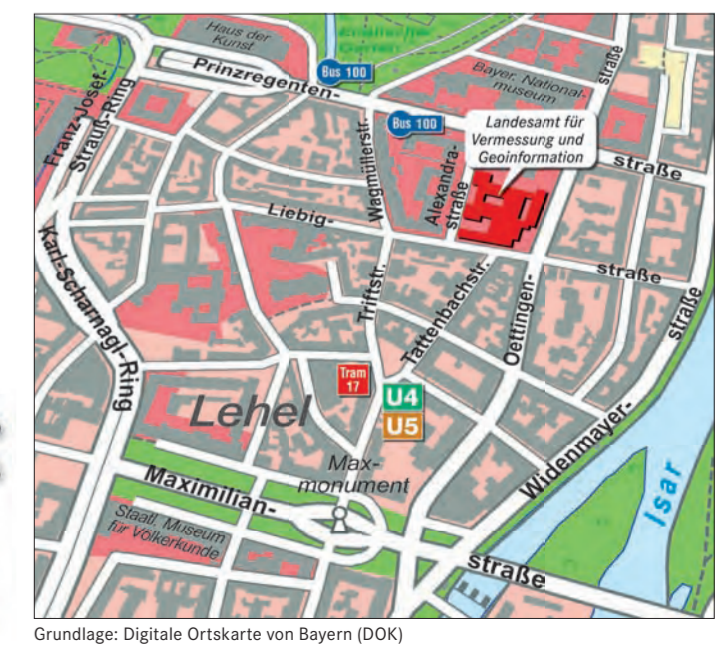 Haus der
Kunst
Englischer
Garten
Bus 100
Prinzregenten-
Bayer. National-
museum
straße
Franz-Josef-
Strauß-Ring
Bus 100
Landesamt für
Vermessung und
Geoinformation
straße
Wagmüllerstr.
Alexandra-
straße
Liebig-
straße
Karl-Scharnagl-Ring
Triftstr.
Tattenbachstr.
Oettingen-
straße
Tram
17
U4
U5
Lehel
Widenmayer-
Isar
Max-
monument
Maximilian-
Staatl. Museum
für Völkerkunde
straße
Grundlage: Digitale Ortskarte von Bayern (DOK)